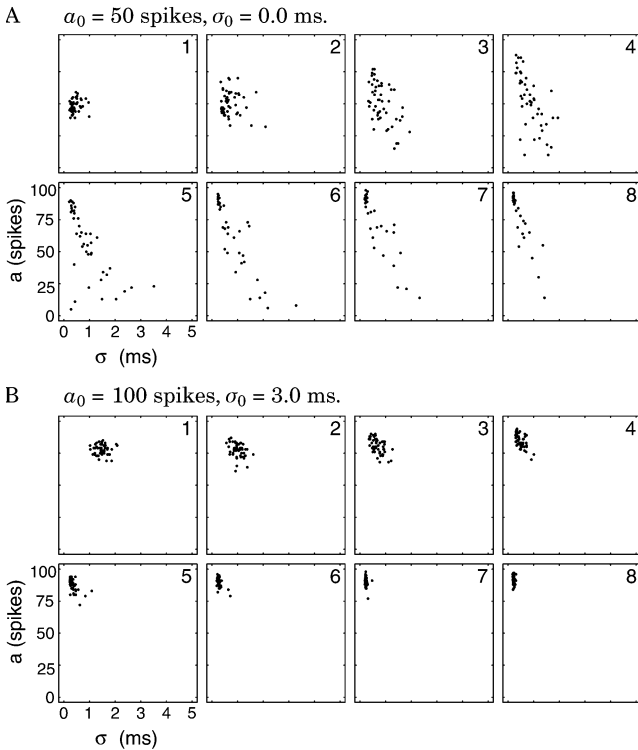 A a₀ = 50 spikes, σ₀ = 0.0 ms.
1 2 3 4
5 6 7 8
100
75
50
25
0
a (spikes)
0 1 2 3 4 5
σ (ms)
B a₀ = 100 spikes, σ₀ = 3.0 ms.
1 2 3 4
5 6 7 8
100
75
50
25
0
a (spikes)
0 1 2 3 4 5
σ (ms)